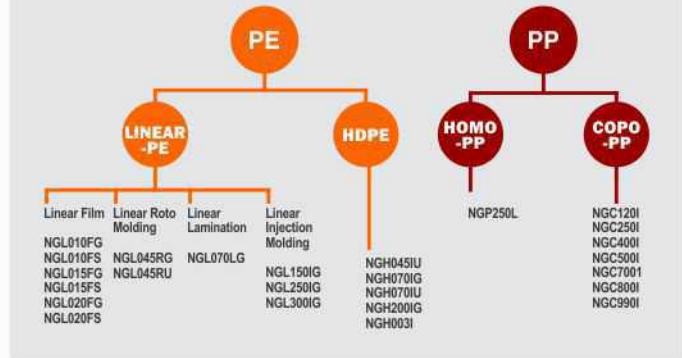 PE
PP
LINEAR
-PE
HDPE
HOMO
-PP
COPO
-PP
Linear Film
NGL010FG
NGL010FS
NGL015FG
NGL015FS
NGL020FG
NGL020FS
Linear Roto
Molding
NGL045RG
NGL045RU
Linear
Lamination
NGL070LG
Linear
Injection
Molding
NGL150IG
NGL250IG
NGL300IG
NGH045IU
NGH070IG
NGH070IU
NGH200IG
NGH003I
NGP250L
NGC120I
NGC250I
NGC400I
NGC500I
NGC7001
NGC800I
NGC990I